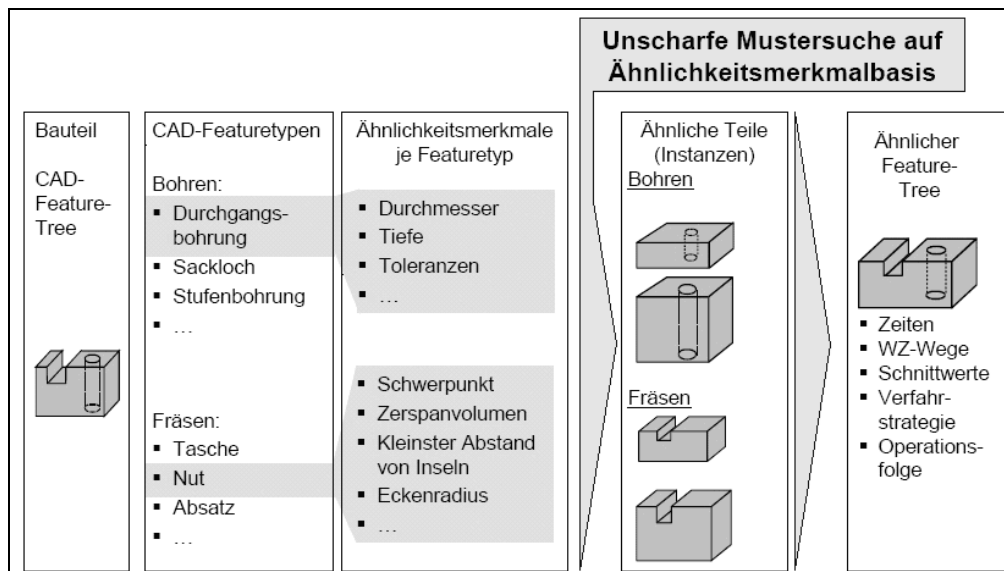 Unscharfe Mustersuche auf
Ähnlichkeitsmerkmalbasis
Bauteil
CAD-
Feature-
Tree
CAD-Featuretypen
Bohren:
▪ Durchgangs-
bohrung
▪ Sackloch
▪ Stufenbohrung
▪ …
Fräsen:
▪ Tasche
▪ Nut
▪ Absatz
▪ …
Ähnlichkeitsmerkmale
je Featuretyp
▪ Durchmesser
▪ Tiefe
▪ Toleranzen
▪ …
▪ Schwerpunkt
▪ Zerspanvolumen
▪ Kleinster Abstand
von Inseln
▪ Eckenradius
▪ …
Ähnliche Teile
(Instanzen)
Bohren
Fräsen
Ähnlicher
Feature-
Tree
▪ Zeiten
▪ WZ-Wege
▪ Schnittwerte
▪ Verfahr-
strategie
▪ Operations-
folge